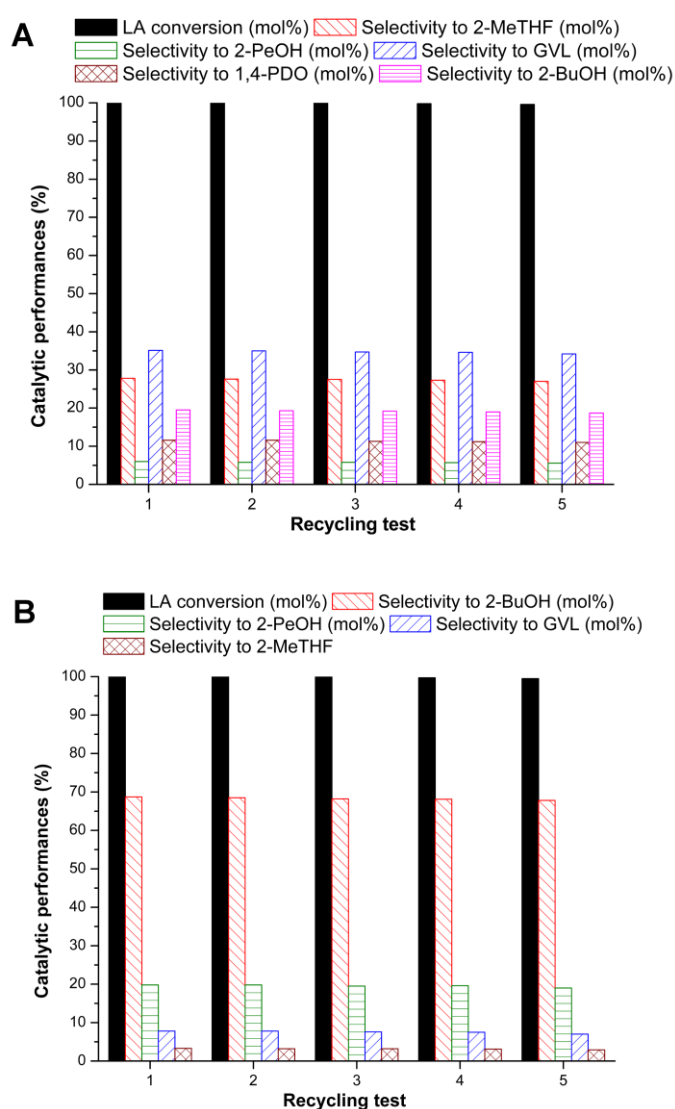 A
LA conversion (mol%) Selectivity to 2-MeTHF (mol%)
Selectivity to 2-PeOH (mol%) Selectivity to GVL (mol%)
Selectivity to 1,4-PDO (mol%) Selectivity to 2-BuOH (mol%)
100
90
80
70
60
50
40
30
20
10
0
Catalytic performances (%)
1 2 3 4 5
Recycling test
B
LA conversion (mol%) Selectivity to 2-BuOH (mol%)
Selectivity to 2-PeOH (mol%) Selectivity to GVL (mol%)
Selectivity to 2-MeTHF
100
90
80
70
60
50
40
30
20
10
0
Catalytic performances (%)
1 2 3 4 5
Recycling test